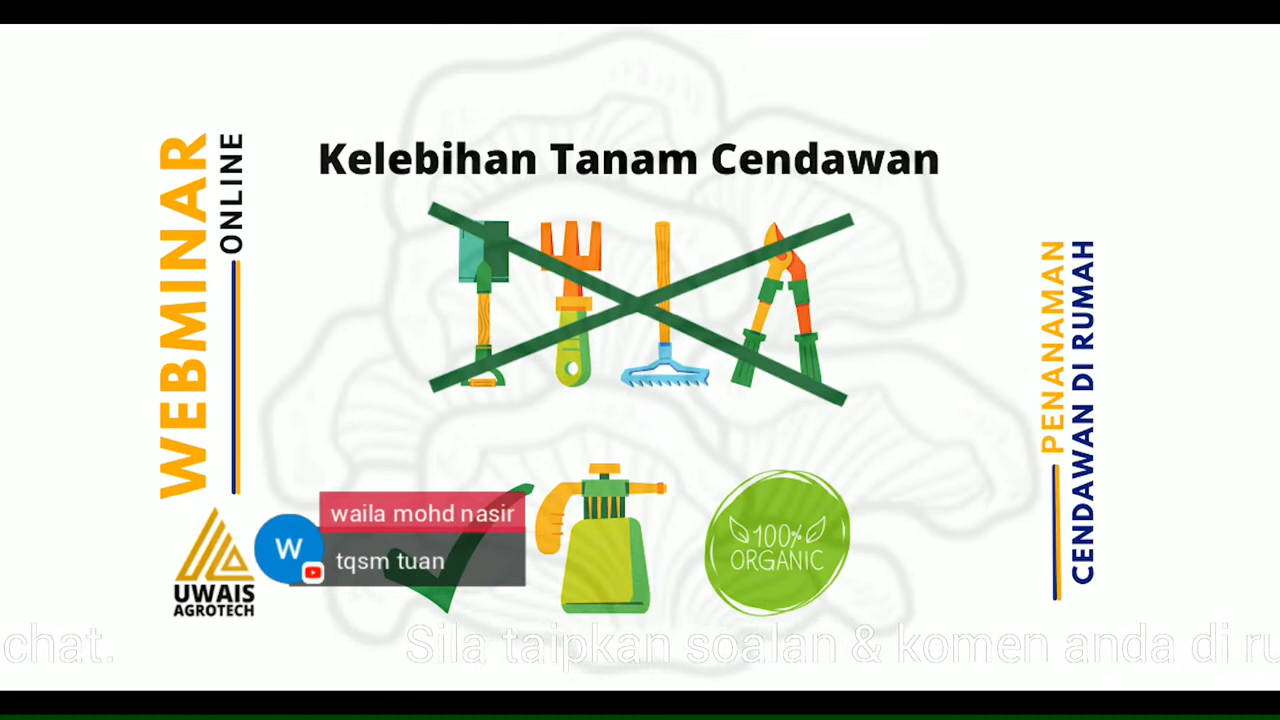 WEBMINAR
ONLINE
Kelebihan Tanam Cendawan
PENANAMAN
CENDAWAN DI RUMAH
100%
ORGANIC
W
waila mohd nasir
tqsm tuan
UWAIS
AGROTECH
chat. Sila taipkan soalan & komen anda di ru